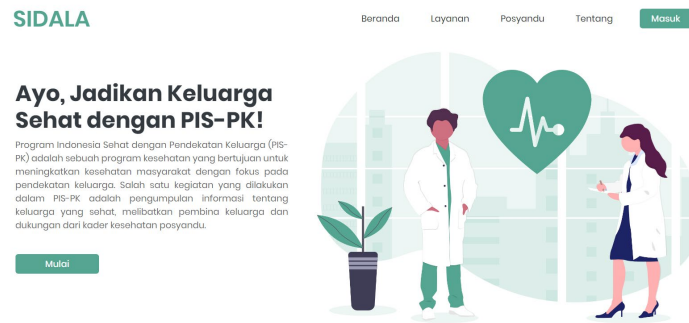 SIDALA
Beranda
Layanan
Posyandu
Tentang
Masuk
Ayo, Jadikan Keluarga
Sehat dengan PIS-PK!
Program Indonesia Sehat dengan Pendekatan Keluarga (PIS-
PK) adalah sebuah program kesehatan yang bertujuan untuk
meningkatkan kesehatan masyarakat dengan fokus pada
pendekatan keluarga. Salah satu kegiatan yang dilakukan
dalam PIS-PK adalah pengumpulan informasi tentang
keluarga yang sehat, melibatkan pembina keluarga dan
dukungan dari kader kesehatan posyandu.
Mulai